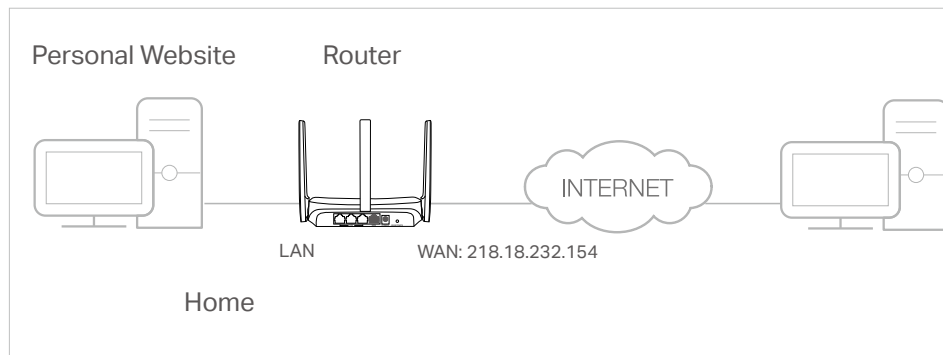 Personal Website
Router
INTERNET
LAN
WAN: 218.18.232.154
Home